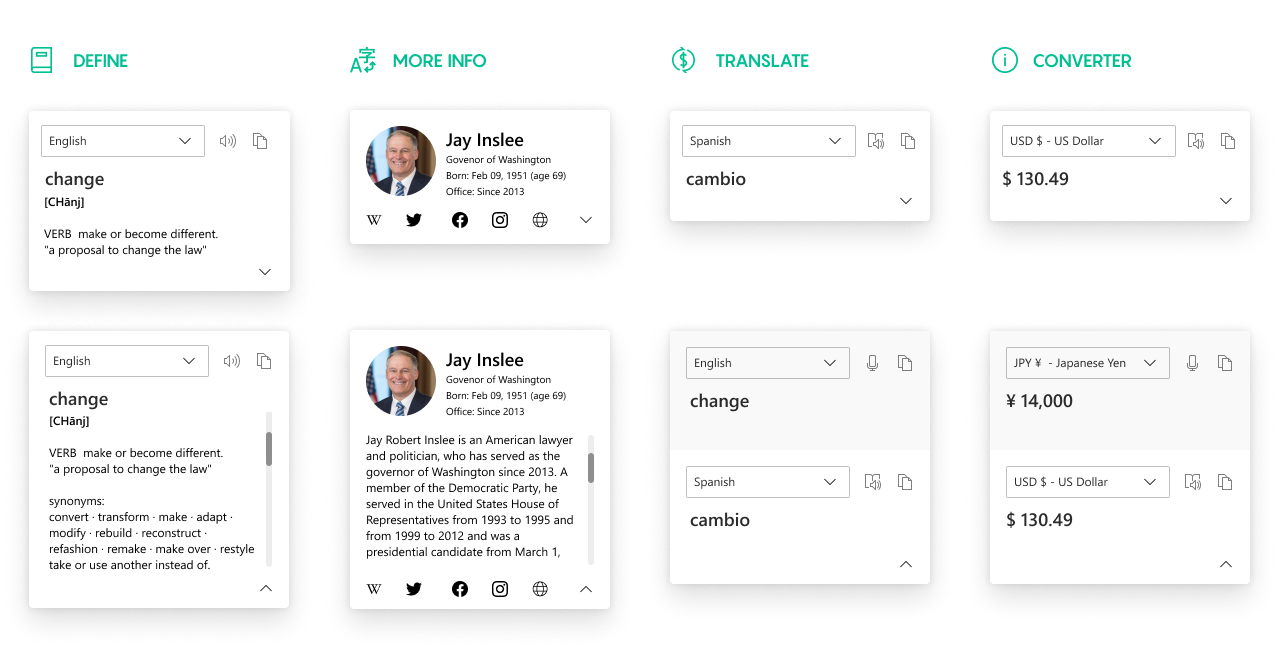 DEFINE
MORE INFO
TRANSLATE
CONVERTER
English
change
[CHānj]
VERB make or become different.
"a proposal to change the law"
Jay Inslee
Govenor of Washington
Born: Feb 09, 1951 (age 69)
Office: Since 2013
W
Spanish
cambio
USD $ - US Dollar
$ 130.49
English
change
[CHānj]
VERB make or become different.
"a proposal to change the law"
synonyms:
convert · transform · make · adapt ·
modify · rebuild · reconstruct ·
refashion · remake · make over · restyle
take or use another instead of.
Jay Inslee
Govenor of Washington
Born: Feb 09, 1951 (age 69)
Office: Since 2013
Jay Robert Inslee is an American lawyer
and politician, who has served as the
governor of Washington since 2013. A
member of the Democratic Party, he
served in the United States House of
Representatives from 1993 to 1995 and
from 1999 to 2012 and was a
presidential candidate from March 1,
W
English
change
Spanish
cambio
JPY ¥ - Japanese Yen
¥ 14,000
USD $ - US Dollar
$ 130.49